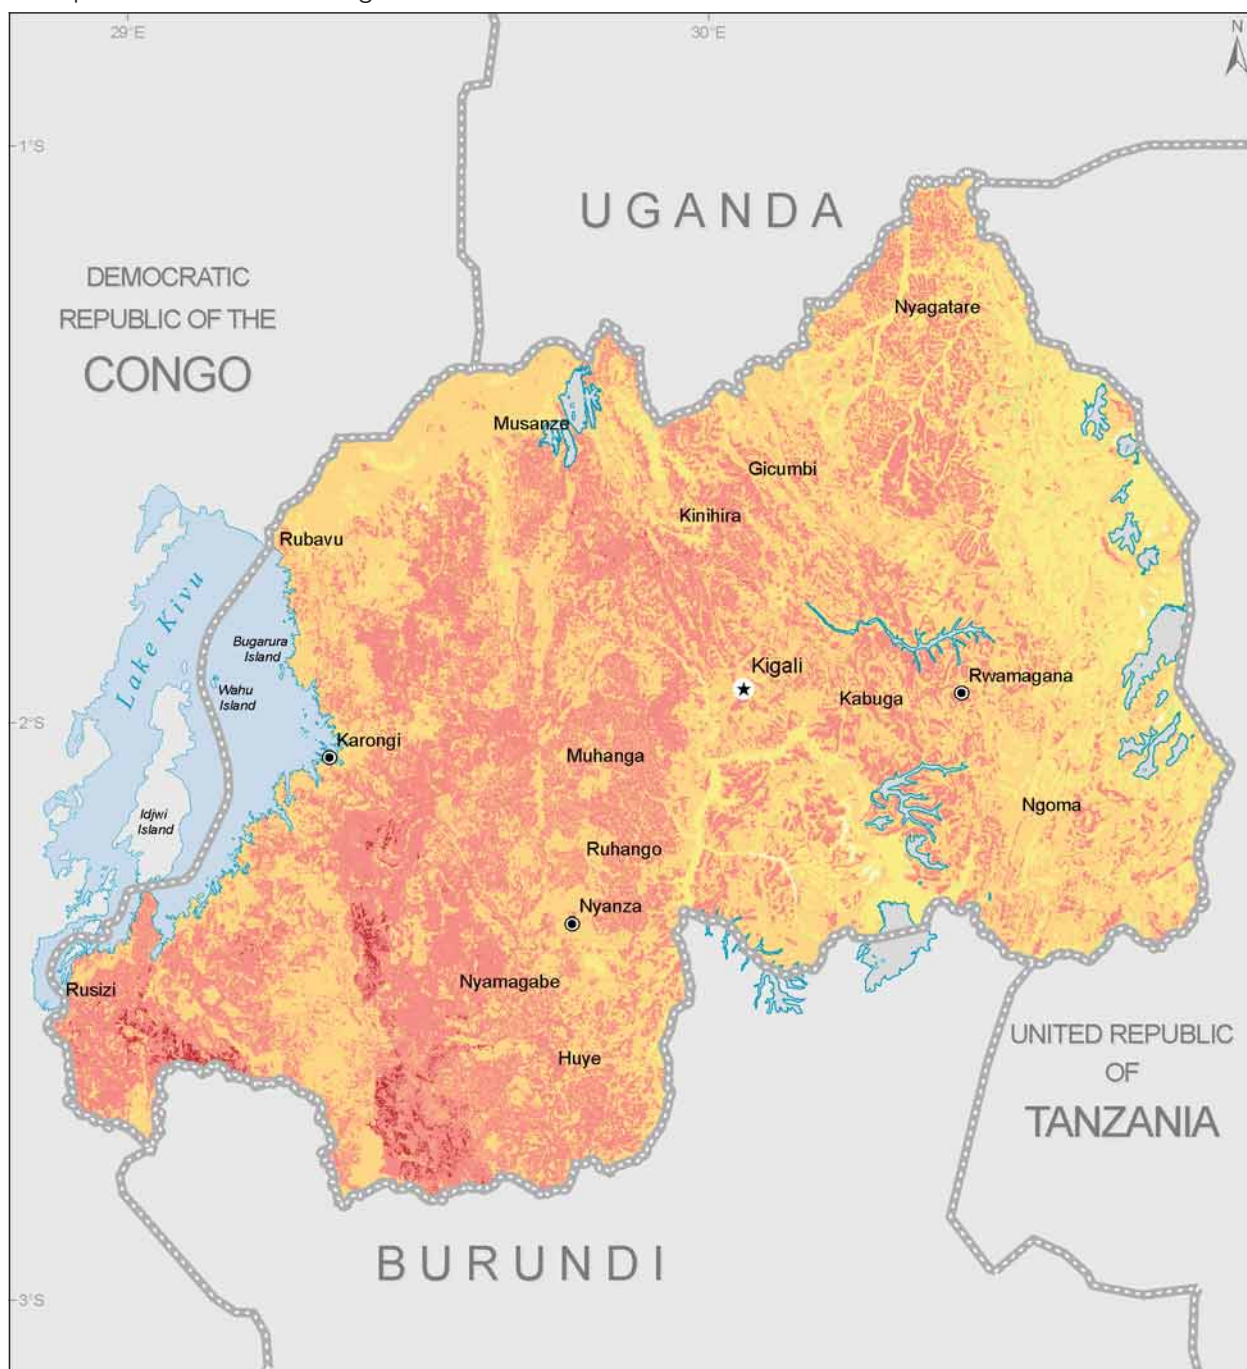 29°E
30°E
N
1°S
UGANDA
DEMOCRATIC
REPUBLIC OF THE
CONGO
Nyagatare
Musanze
Gicumbi
Kinihira
Rubavu
Lake Kivu
Bugarura
Island
Wahu
Island
Kigali
Rwamagana
Kabuga
2°S
Karongi
Muhanga
Idjwi
Island
Ngoma
Ruhango
Nyanza
Nyamagabe
Rusizi
Huye
UNITED REPUBLIC
OF
TANZANIA
BURUNDI
3°S